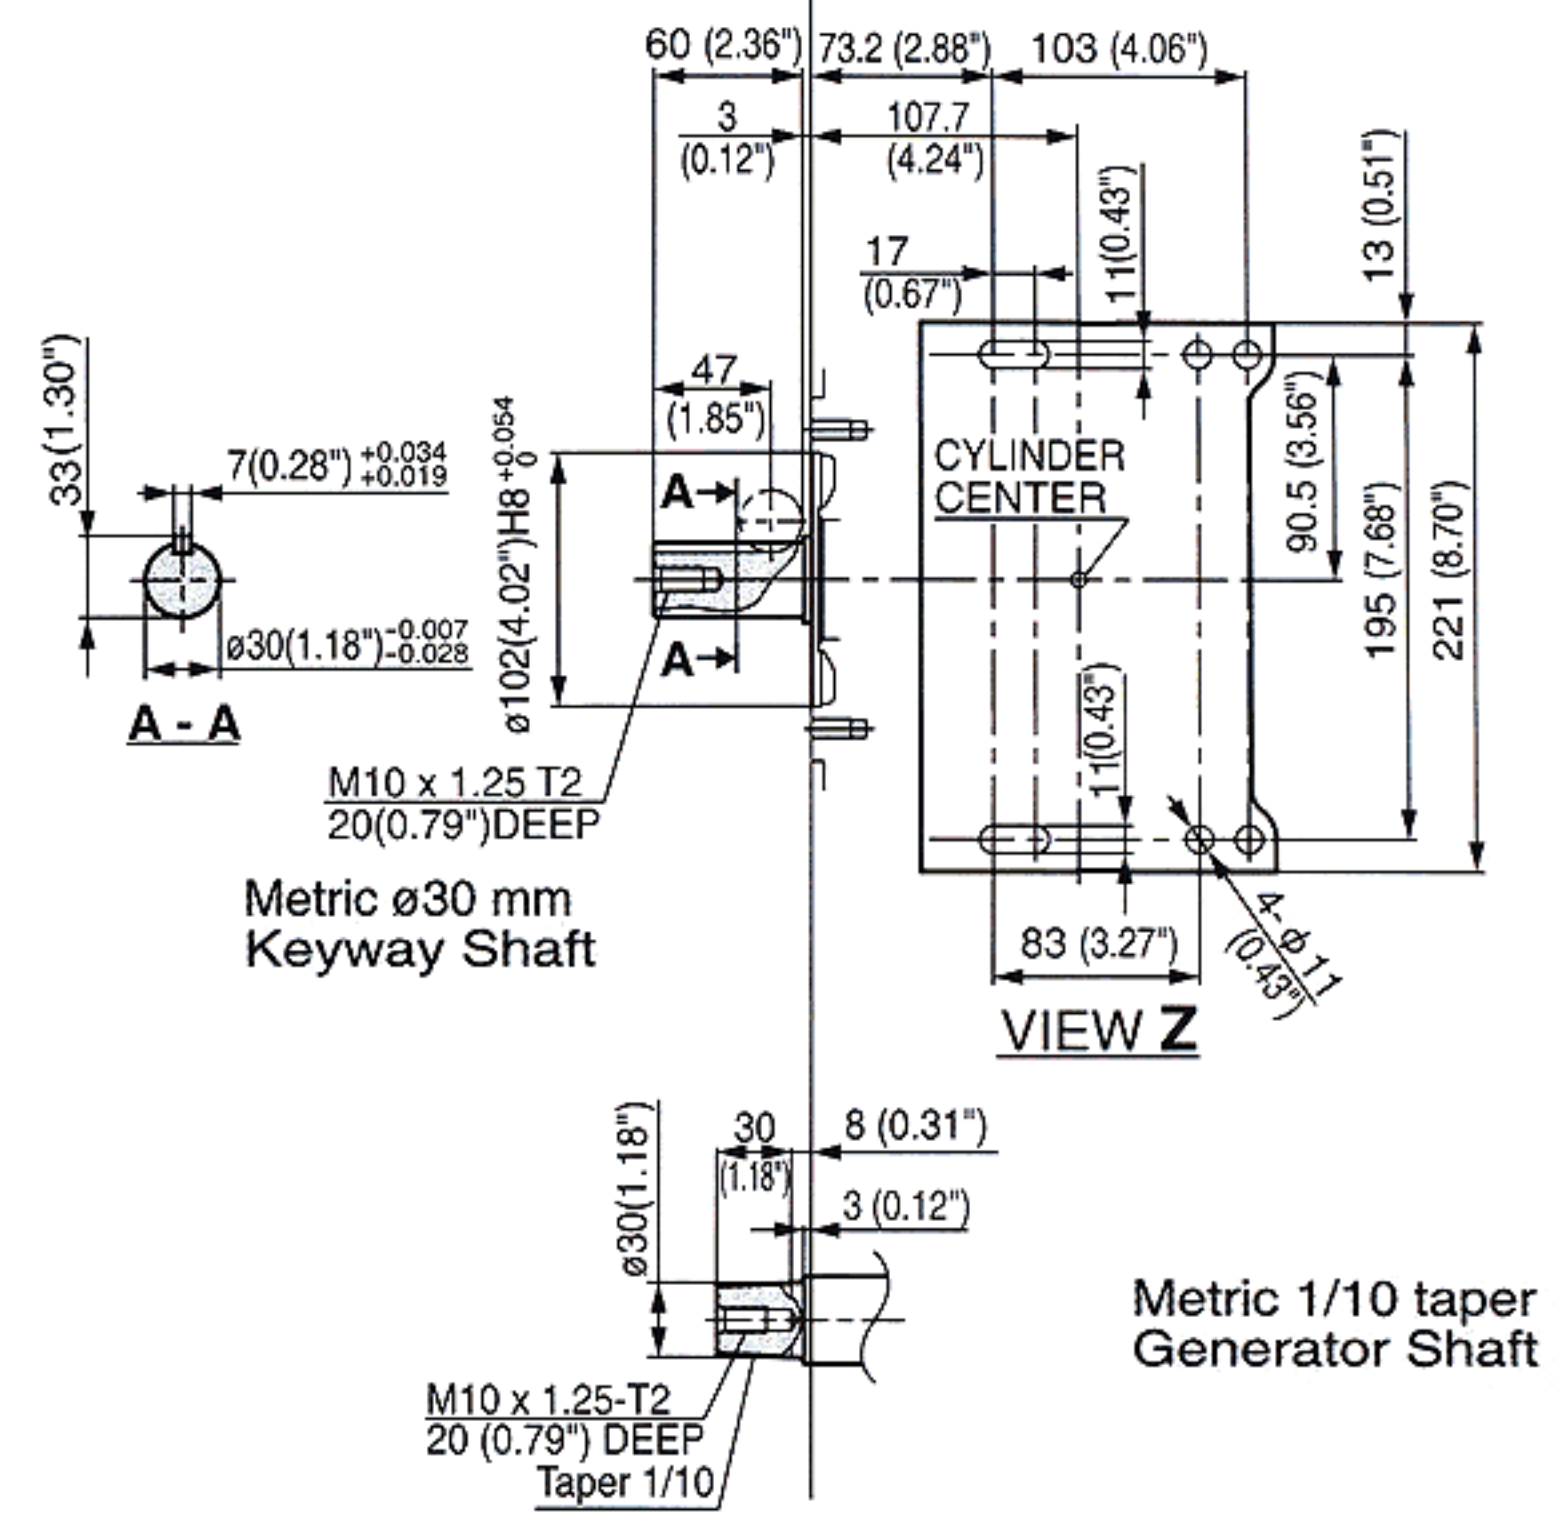 60 (2.36")
73.2 (2.88")
103 (4.06")
3
(0.12")
107.7
(4.24")
13 (0.51")
11(0.43")
17
(0.67")
33(1.30")
47
(1.85")
7(0.28") +0.034
+0.019
ø102(4.02")H8 +0.054
0
A
CYLINDER
CENTER
90.5 (3.56")
195 (7.68")
221 (8.70")
ø30(1.18") -0.007
-0.028
A
A - A
11(0.43")
M10 x 1.25 T2
20(0.79")DEEP
Metric ø30 mm
Keyway Shaft
83 (3.27")
4- ϕ 11
(0.43")
VIEW Z
ø30(1.18")
30
(1.18")
8 (0.31")
3 (0.12")
Metric 1/10 taper
Generator Shaft
M10 x 1.25-T2
20 (0.79") DEEP
Taper 1/10